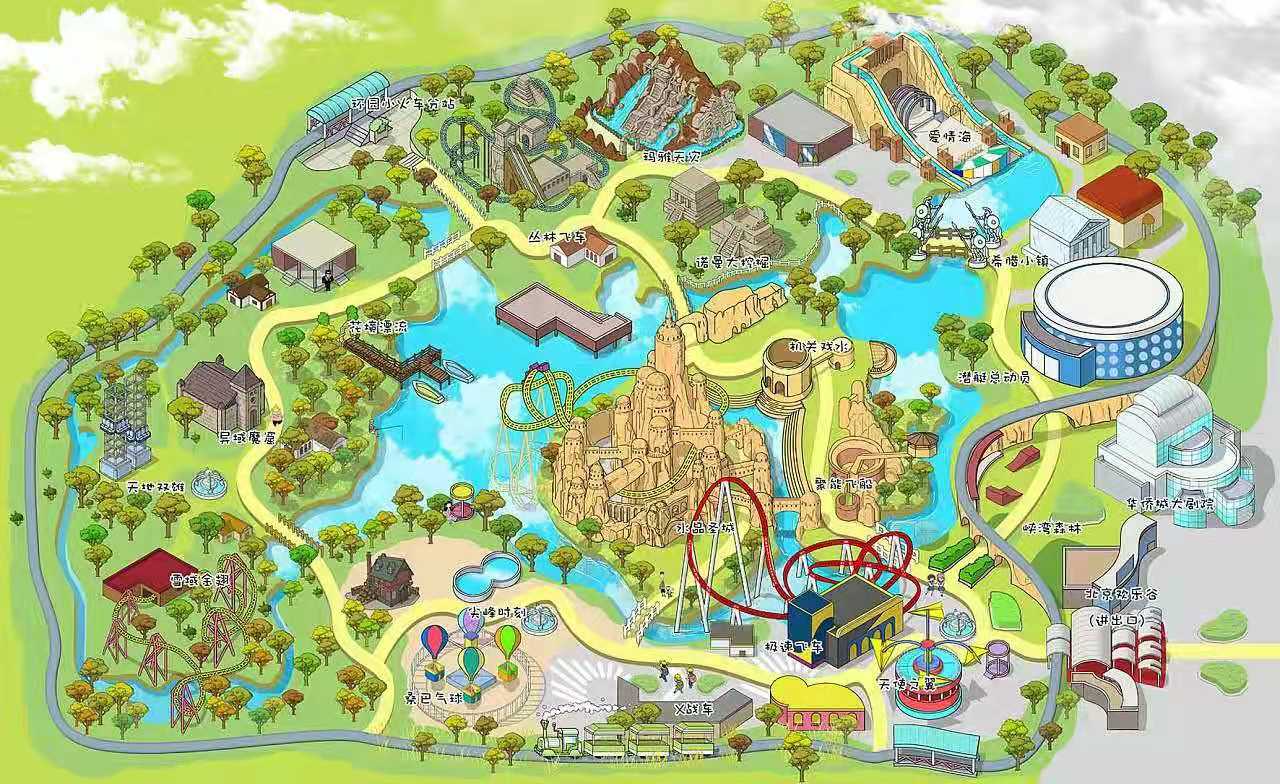 环园小火车货站
玛雅天灾
爱情海
丛林飞车
诺曼大挖掘
希腊小镇
花境漂流
机关戏水
潜艇总动员
异域魔窟
天地双雄
聚能飞船
华侨城大剧院
水晶圣城
峡湾森林
雪域金翅
北京欢乐谷
(进出口)
尖峰时刻
极速飞车
天使之翼
桑巴气球
X战车